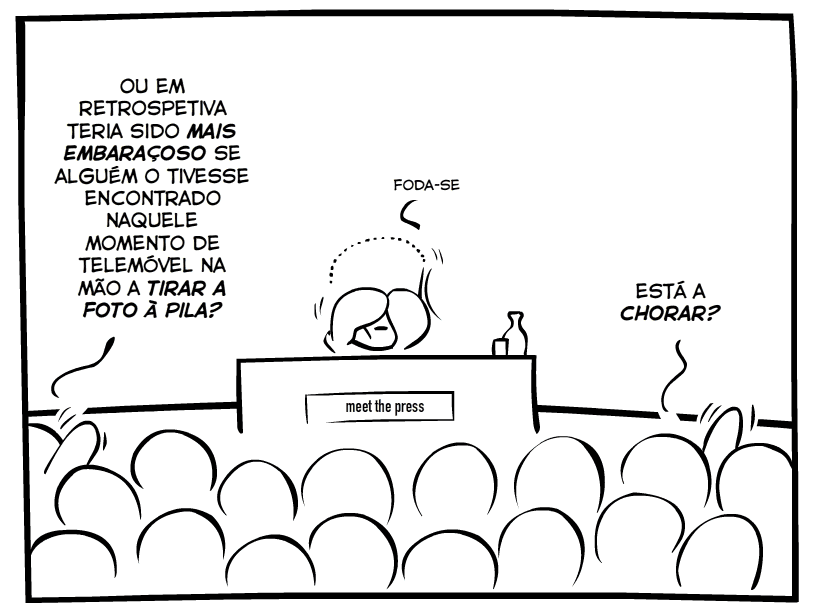 OU EM
RETROSPETIVA
TERIA SIDO MAIS
EMBARAÇOSO SE
ALGUÉM O TIVESSE
ENCONTRADO
NAQUELE
MOMENTO DE
TELEMÓVEL NA
MÃO A TIRAR A
FOTO À PILA?
FODA-SE
ESTÁ A
CHORAR?
meet the press